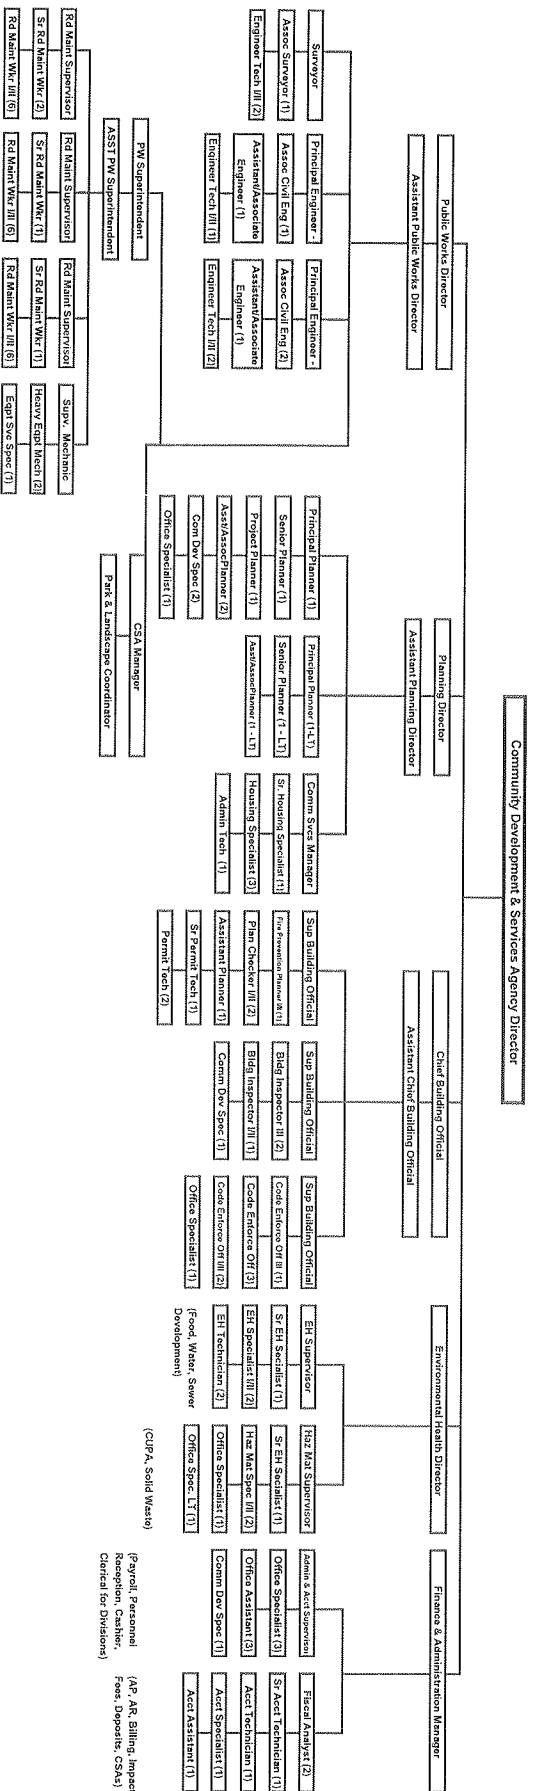 Community Development & Services Agency Director
Public Works Director
Assistant Public Works Director
Surveyor
Assoc Surveyor (1)
Engineer Tech I/II (2)
Principal Engineer -
Assoc Civil Eng (1)
Assistant/Associate
Engineer (1)
Engineer Tech I/II (1)
Principal Engineer -
Assoc Civil Eng (2)
Assistant/Associate
Engineer (1)
Engineer Tech I/II (2)
PW Superintendent
ASST PW Superintendent
Rd Maint Supervisor
Sr Rd Maint Wkr (2)
Rd Maint Wkr I/II (6)
Rd Maint Supervisor
Sr Rd Maint Wkr (1)
Rd Maint Wkr I/II (6)
Rd Maint Supervisor
Sr Rd Maint Wkr (1)
Rd Maint Wkr I/II (6)
Supv. Mechanic
Heavy Eqpt Mech (2)
Eqpt Svc Spec (1)
Planning Director
Assistant Planning Director
Principal Planner (1)
Senior Planner (1)
Project Planner (1)
Asst/AssocPlanner (2)
Com Dev Spec (2)
Office Specialist (1)
Principal Planner (1-LT)
Senior Planner (1 - LT)
Asst/AssocPlanner (1 - LT)
Comm Svcs Manager
Sr. Housing Specialist (1)
Housing Specialist (3)
Admin Tech (1)
CSA Manager
Park & Landscape Coordinator
Chief Building Official
Assistant Chief Building Official
Sup Building Official
Fire Prevention Planner I/II (1)
Plan Checker I/II (2)
Assistant Planner (1)
Sr Permit Tech (1)
Permit Tech (2)
Sup Building Official
Bldg Inspector III (2)
Bldg Inspector I/II (1)
Comm Dev Spec (1)
Sup Building Official
Code Enforce Off III (1)
Code Enforce Off (3)
Code Enforce Off I/II (2)
Office Specialist (1)
Environmental Health Director
EH Supervisor
Sr EH Secialist (1)
EH Specialist I/II (2)
EH Technician (2)
(Food, Water, Sewer
Development)
Haz Mat Supervisor
Sr EH Secialist (1)
Haz Mat Spec I/II (2)
Office Specialist (1)
Office Spec. LT (1)
(CUPA, Solid Waste)
Finance & Administration Manager
Admin & Acct Supervisor
Office Specialist (3)
Office Assistant (3)
Comm Dev Spec (1)
(Payroll, Personnel
Reception, Cashier,
Clerical for Divisions)
Fiscal Analyst (2)
Sr Acct Technician (1)
Acct Technician (1)
Acct Specialist (1)
Acct Assistant (1)
(AP, AR, Billing, Impact
Fees, Deposits, CSAs)